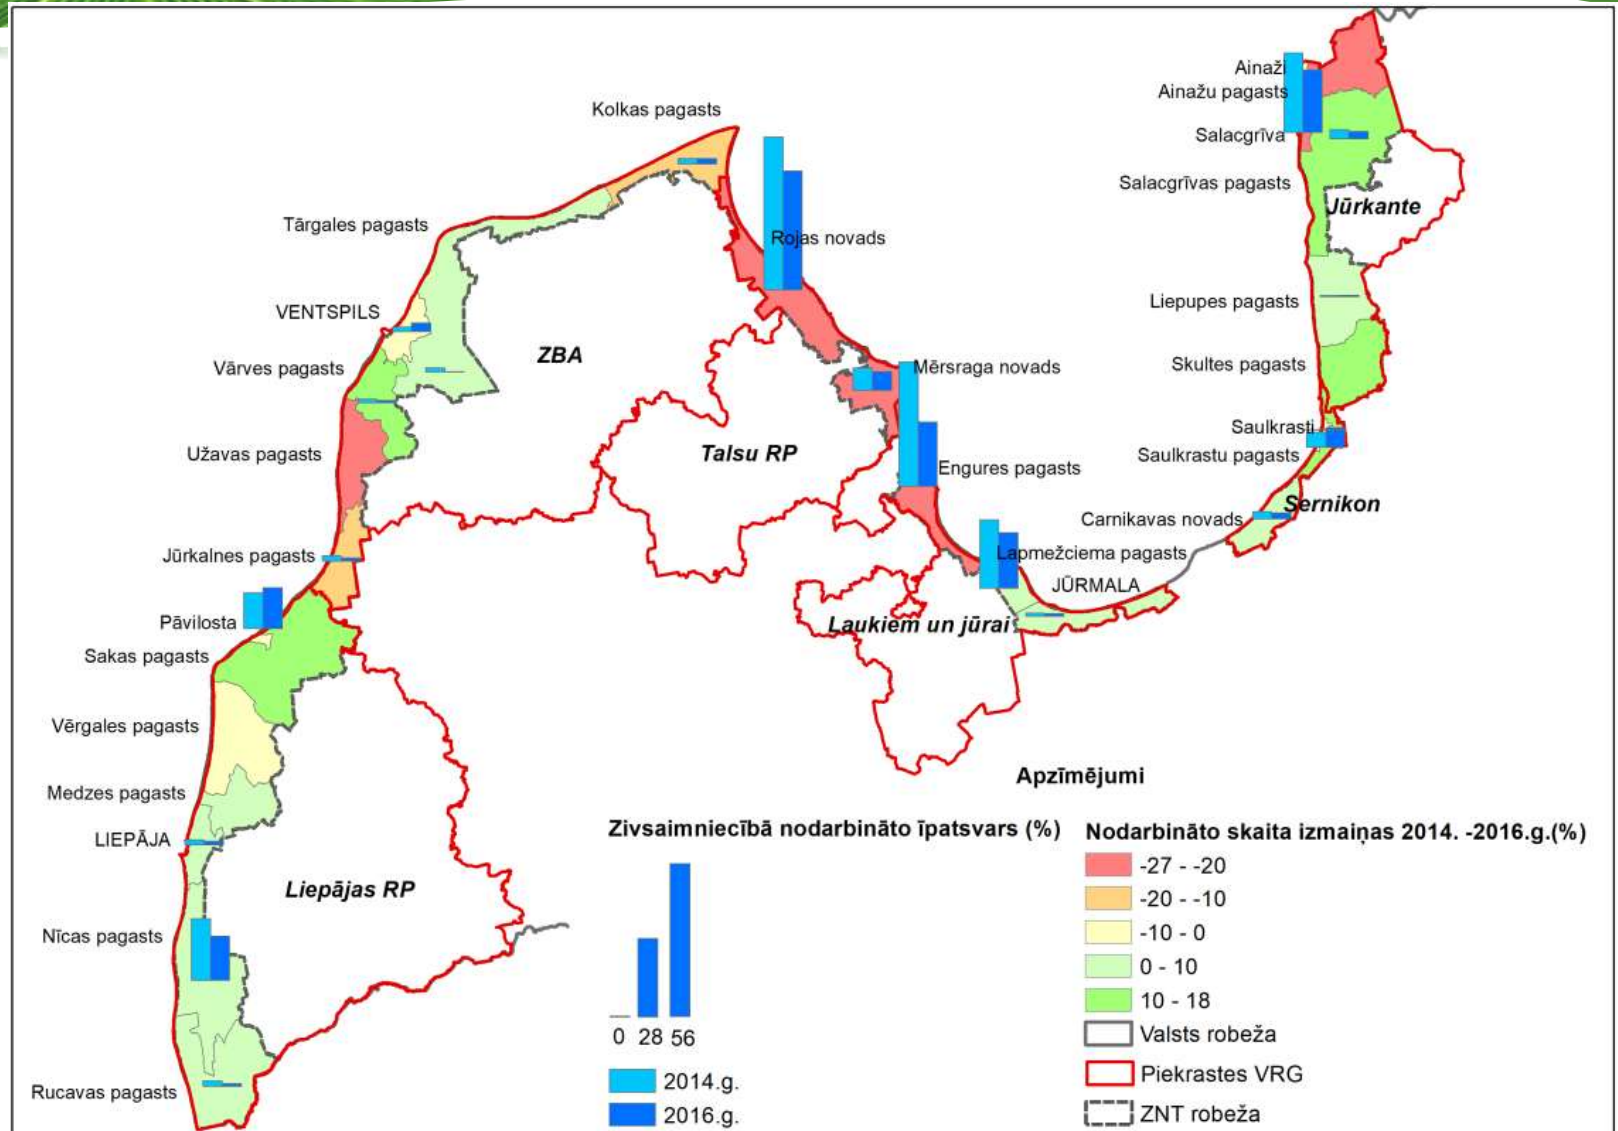 Ainaži
Ainažu pagasts
Salacgrīva
Salacgrīvas pagasts
Jūrkante
Liepupes pagasts
Skultes pagasts
Saulkrasti
Saulkrastu pagasts
Sernikon
Carnikavas novads
Kolkas pagasts
Tārgales pagasts
Rojas novads
VENTSPILS
ZBA
Vārves pagasts
Mērsraga novads
Užavas pagasts
Talsu RP
Engures pagasts
Jūrkalnes pagasts
Lapmežciema pagasts
JŪRMALA
Pāvilosta
Laukiem un jūrai
Sakas pagasts
Vērgales pagasts
Medzes pagasts
LIEPĀJA
Liepājas RP
Nīcas pagasts
Rucavas pagasts
Apzīmējumi
Zivsaimniecībā nodarbināto īpatsvars (%)
0 28 56
2014.g.
2016.g.
Nodarbināto skaita izmaiņas 2014. -2016.g.(%)
-27 - -20
-20 - -10
-10 - 0
0 - 10
10 - 18
Valsts robeža
Piekrastes VRG
ZNT robeža